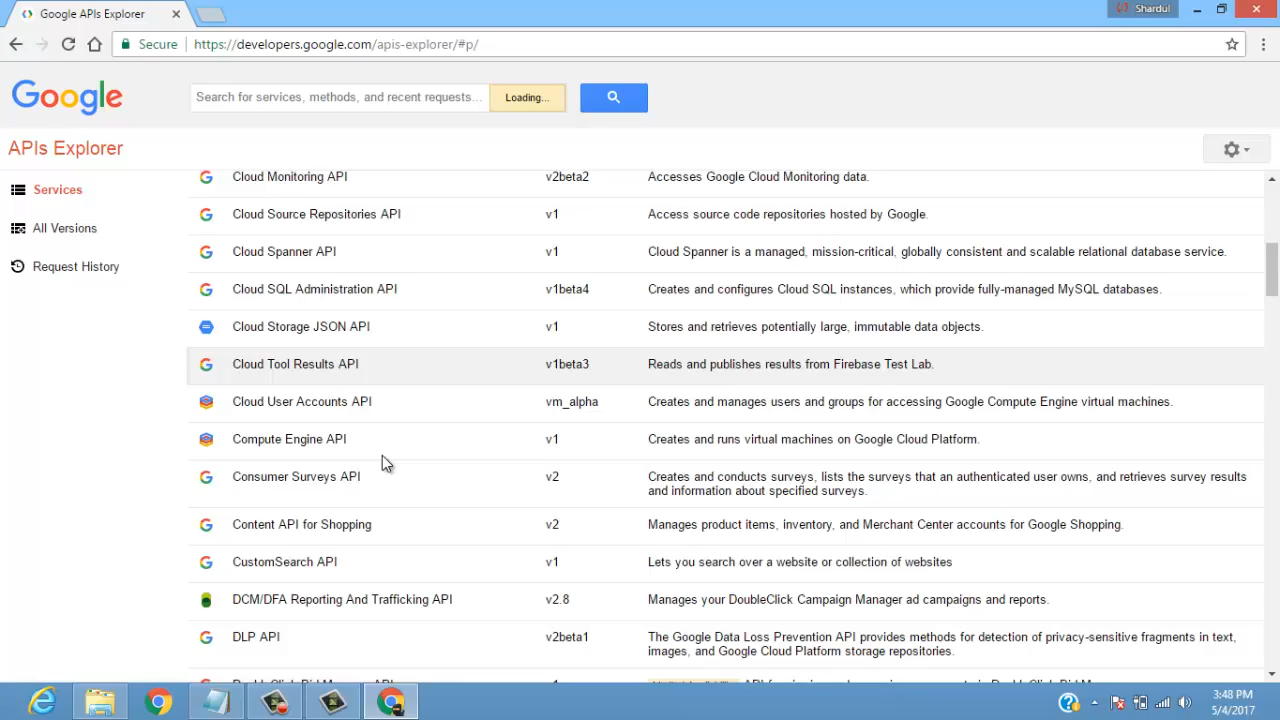 Google APIs Explorer
Shardul
Secure
https://developers.google.com/apis-explorer/#p/
Google
Search for services, methods, and recent requests...
Loading...
APIs Explorer
Services
All Versions
Request History
Cloud Monitoring API v2beta2 Accesses Google Cloud Monitoring data.
Cloud Source Repositories API v1 Access source code repositories hosted by Google.
Cloud Spanner API v1 Cloud Spanner is a managed, mission-critical, globally consistent and scalable relational database service.
Cloud SQL Administration API v1beta4 Creates and configures Cloud SQL instances, which provide fully-managed MySQL databases.
Cloud Storage JSON API v1 Stores and retrieves potentially large, immutable data objects.
Cloud Tool Results API v1beta3 Reads and publishes results from Firebase Test Lab.
Cloud User Accounts API vm_alpha Creates and manages users and groups for accessing Google Compute Engine virtual machines.
Compute Engine API v1 Creates and runs virtual machines on Google Cloud Platform.
Consumer Surveys API v2 Creates and conducts surveys, lists the surveys that an authenticated user owns, and retrieves survey results
and information about specified surveys.
Content API for Shopping v2 Manages product items, inventory, and Merchant Center accounts for Google Shopping.
CustomSearch API v1 Lets you search over a website or collection of websites
DCM/DFA Reporting And Trafficking API v2.8 Manages your DoubleClick Campaign Manager ad campaigns and reports.
DLP API v2beta1 The Google Data Loss Prevention API provides methods for detection of privacy-sensitive fragments in text,
images, and Google Cloud Platform storage repositories.
3:48 PM
5/4/2017